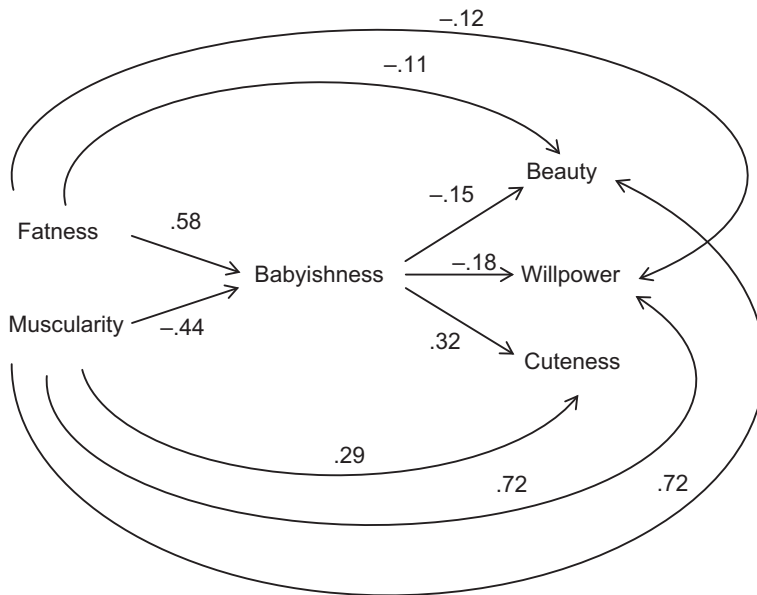 –.12
–.11
Beauty
–.15
Fatness
.58
Babyishness
–.18
Willpower
Muscularity
–.44
.32
Cuteness
.29
.72
.72